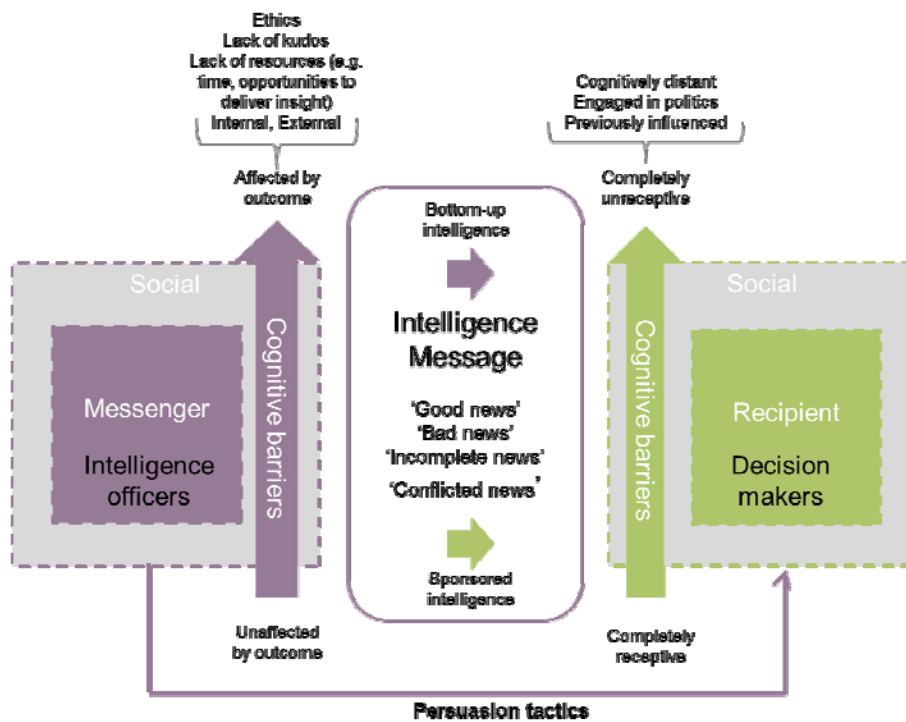 Ethics
Lack of kudos
Lack of resources (e.g.
time, opportunities to
deliver insight)
Internal, External
Affected by
outcome
Cognitively distant
Engaged in politics
Previously influenced
Completely
unreceptive
Social
Cognitive barriers
Messenger
Intelligence
officers
Unaffected
by outcome
Bottom-up
intelligence
Intelligence
Message
‘Good news’
‘Bad news’
‘Incomplete news’
‘Conflicted news’
Sponsored
intelligence
Social
Cognitive barriers
Recipient
Decision
makers
Completely
receptive
Persuasion tactics